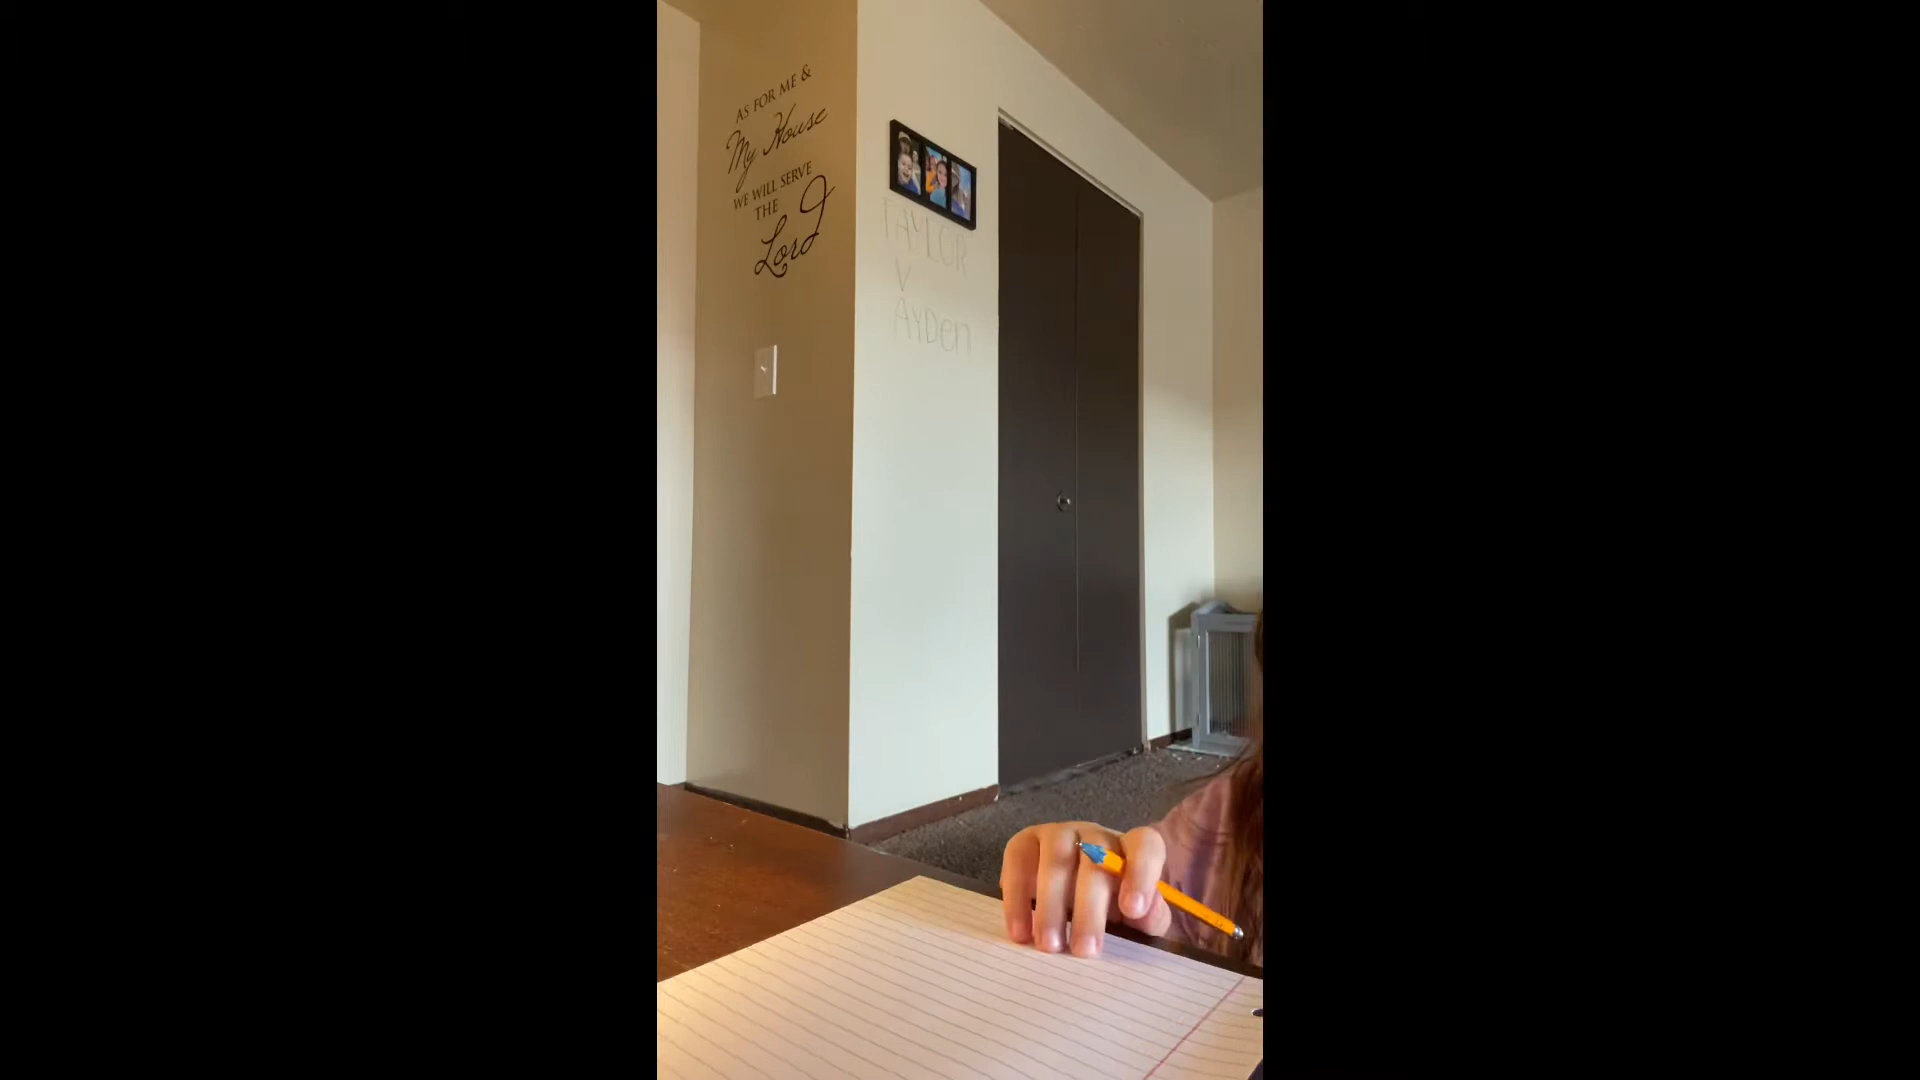 AS FOR ME &
My House
WE WILL SERVE
THE
Lord
TAYLOR
V
AYDen